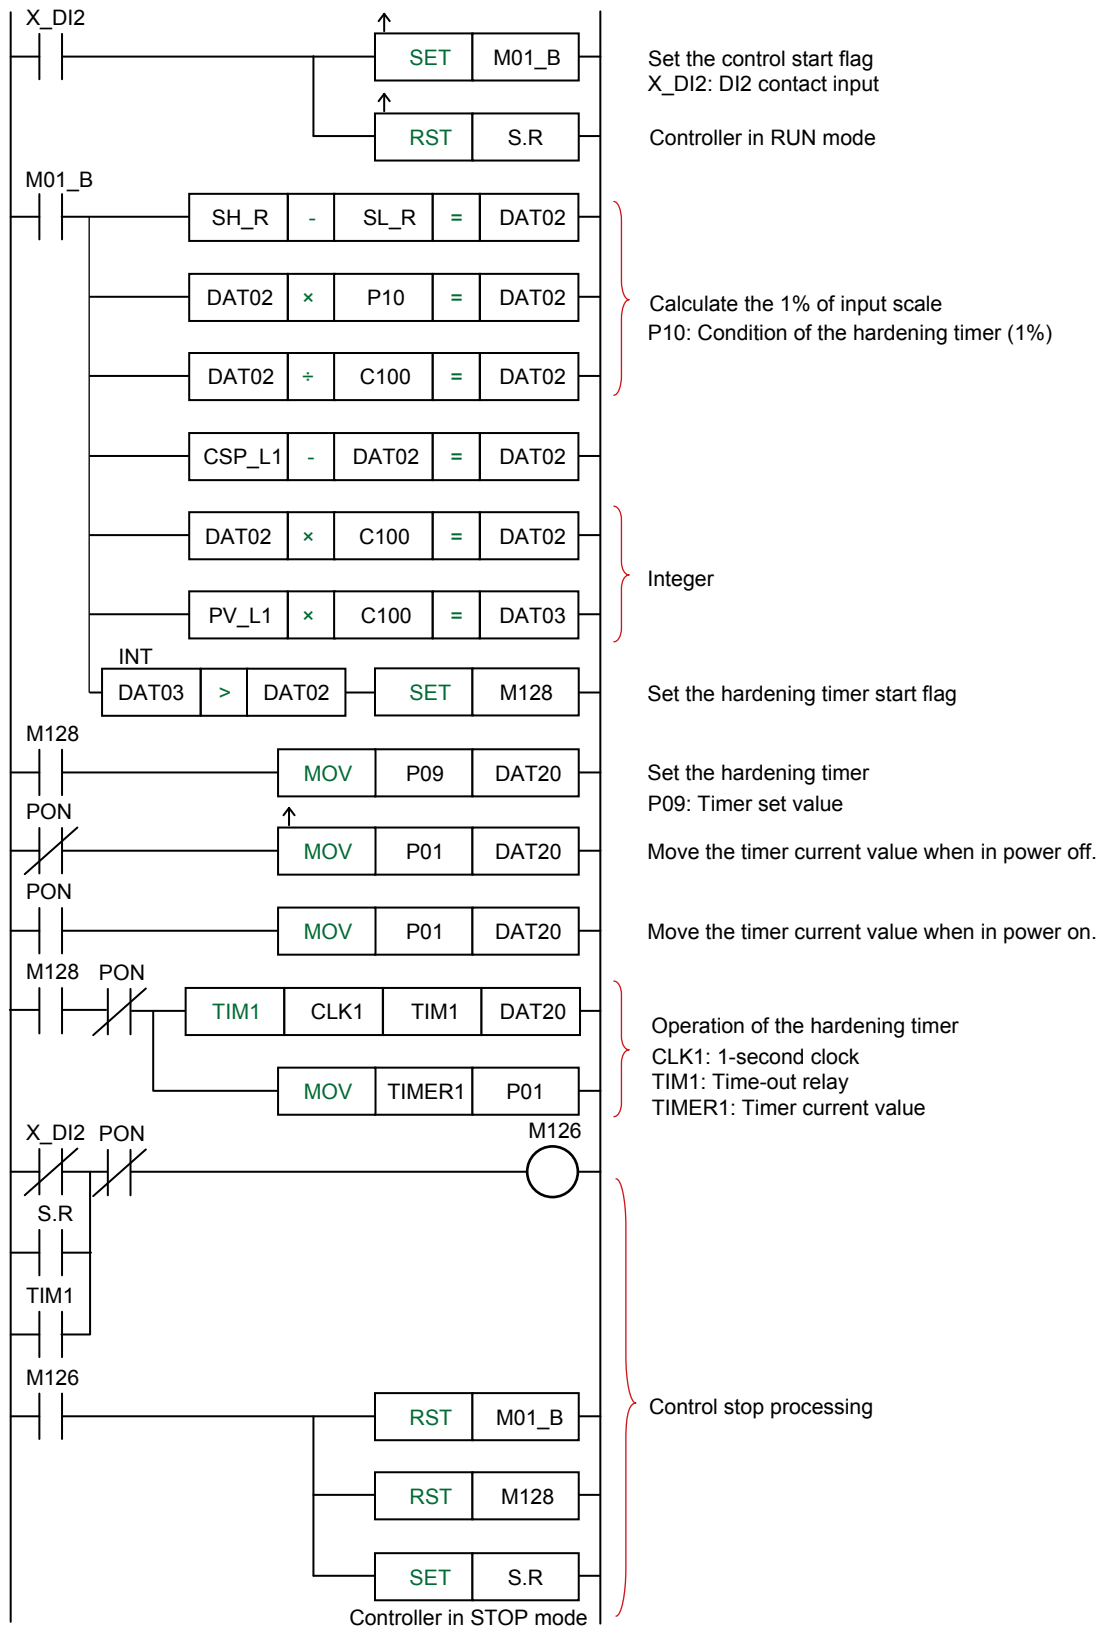 X_DI2
SET M01_B
Set the control start flag
X_DI2: DI2 contact input
RST S.R
Controller in RUN mode
M01_B
SH_R - SL_R = DAT02
DAT02 × P10 = DAT02
Calculate the 1% of input scale
P10: Condition of the hardening timer (1%)
DAT02 ÷ C100 = DAT02
CSP_L1 - DAT02 = DAT02
DAT02 × C100 = DAT02
Integer
PV_L1 × C100 = DAT03
INT
DAT03 > DAT02 SET M128
Set the hardening timer start flag
M128
MOV P09 DAT20
Set the hardening timer
P09: Timer set value
PON
MOV P01 DAT20
Move the timer current value when in power off.
PON
MOV P01 DAT20
Move the timer current value when in power on.
M128 PON
TIM1 CLK1 TIM1 DAT20
Operation of the hardening timer
CLK1: 1-second clock
TIM1: Time-out relay
TIMER1: Timer current value
MOV TIMER1 P01
X_DI2 PON M126
S.R
TIM1
M126
RST M01_B
Control stop processing
RST M128
SET S.R
Controller in STOP mode